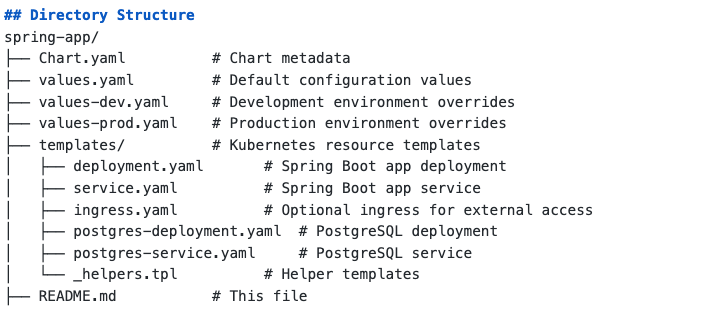 ## Directory Structure
spring-app/
├── Chart.yaml          # Chart metadata
├── values.yaml         # Default configuration values
├── values-dev.yaml     # Development environment overrides
├── values-prod.yaml    # Production environment overrides
├── templates/          # Kubernetes resource templates
│   ├── deployment.yaml       # Spring Boot app deployment
│   ├── service.yaml          # Spring Boot app service
│   ├── ingress.yaml          # Optional ingress for external access
│   ├── postgres-deployment.yaml  # PostgreSQL deployment
│   ├── postgres-service.yaml     # PostgreSQL service
│   └── _helpers.tpl          # Helper templates
├── README.md           # This file